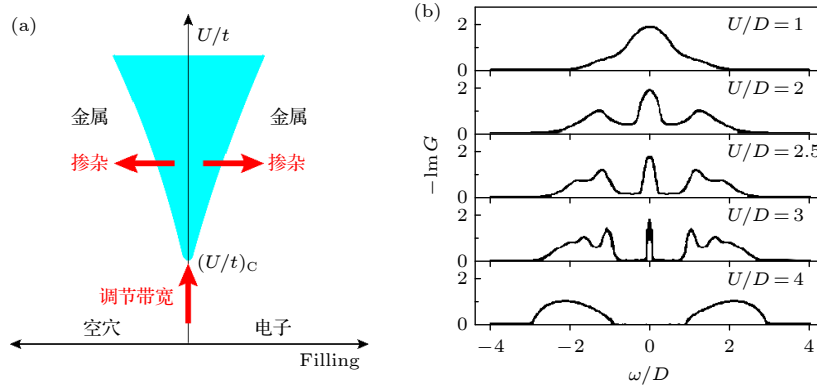 (a)
U/t
金属
金属
掺杂
掺杂
(U/t)C
调节带宽
空穴
电子
Filling
(b)
2
U/D = 1
0
2
U/D = 2
0
2
U/D = 2.5
0
2
U/D = 3
0
2
U/D = 4
0
−Im G
−4
−2
0
2
4
ω/D